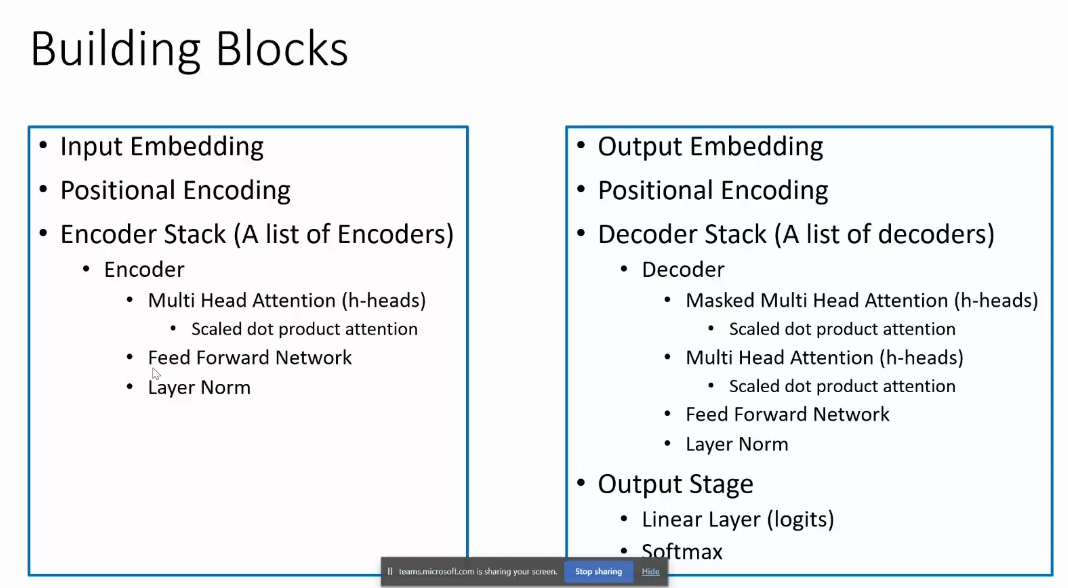 Building Blocks
• Input Embedding
• Positional Encoding
• Encoder Stack (A list of Encoders)
• Encoder
• Multi Head Attention (h-heads)
• Scaled dot product attention
• Feed Forward Network
• Layer Norm
• Output Embedding
• Positional Encoding
• Decoder Stack (A list of decoders)
• Decoder
• Masked Multi Head Attention (h-heads)
• Scaled dot product attention
• Multi Head Attention (h-heads)
• Scaled dot product attention
• Feed Forward Network
• Layer Norm
• Output Stage
• Linear Layer (logits)
• Softmax
teams.microsoft.com is sharing your screen. Stop sharing Hide